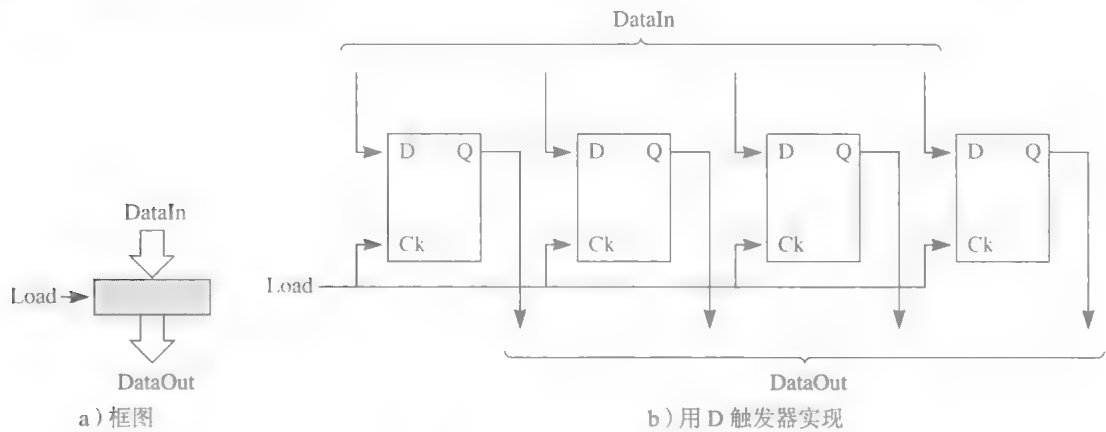 DataIn
D Q
D Q
D Q
D Q
Ck
Ck
Ck
Ck
Load
DataOut
b）用 D 触发器实现
DataIn
Load
DataOut
a）框图